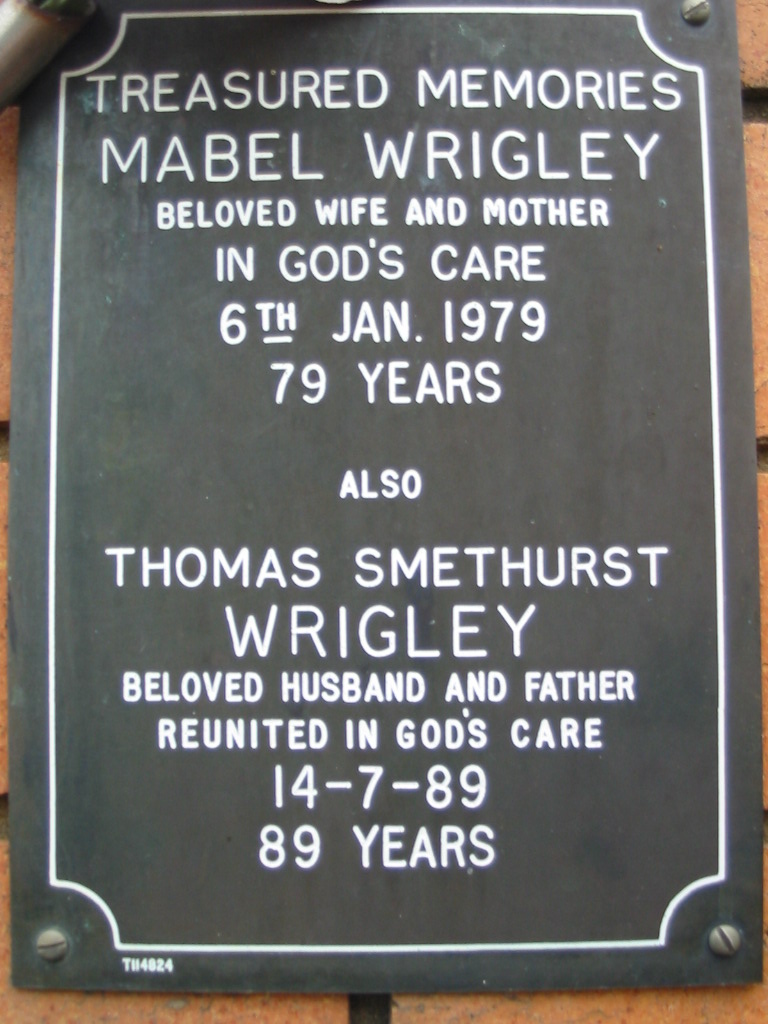 TREASURED MEMORIES
MABEL WRIGLEY
BELOVED WIFE AND MOTHER
IN GOD'S CARE
6TH JAN. 1979
79 YEARS
ALSO
THOMAS SMETHURST
WRIGLEY
BELOVED HUSBAND AND FATHER
REUNITED IN GOD'S CARE
14-7-89
89 YEARS
T114824